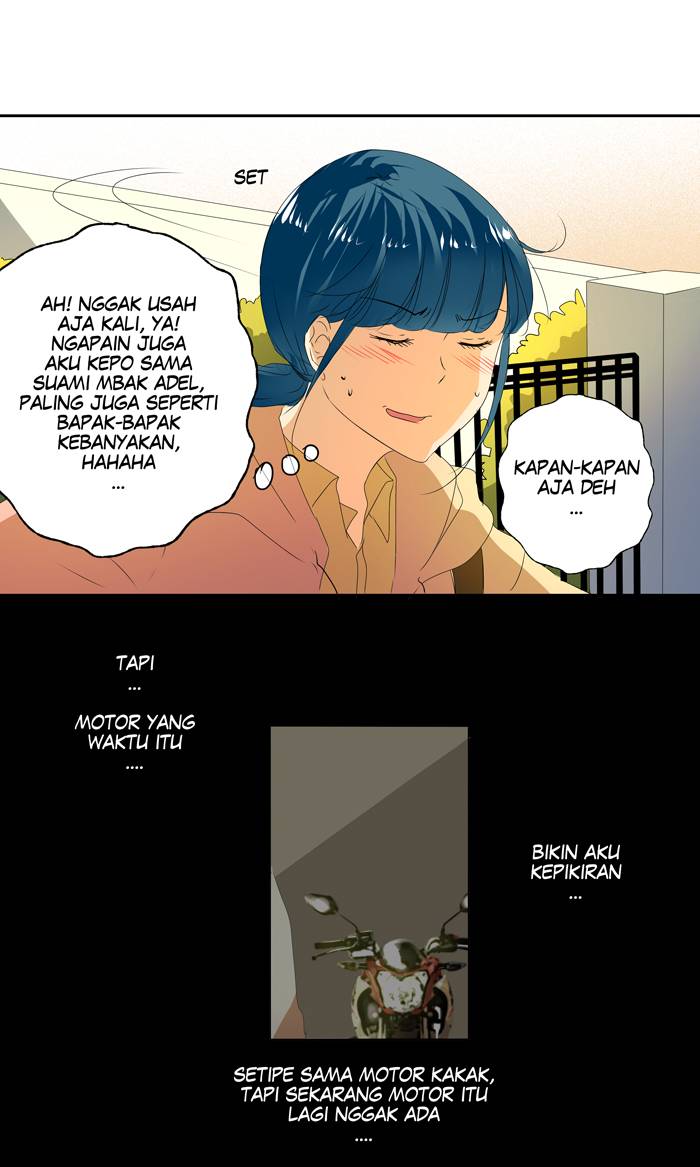 SET
AH! NGGAK USAH
AJA KALI, YA!
NGAPAIN JUGA
AKU KEPO SAMA
SUAMI MBAK ADEL,
PALING JUGA SEPERTI
BAPAK-BAPAK
KEBANYAKAN,
HAHAHA
...
KAPAN-KAPAN
AJA DEH
...
TAPI
...
MOTOR YANG
WAKTU ITU
....
BIKIN AKU
KEPIKIRAN
...
SETIPE SAMA MOTOR KAKAK,
TAPI SEKARANG MOTOR ITU
LAGI NGGAK ADA
....